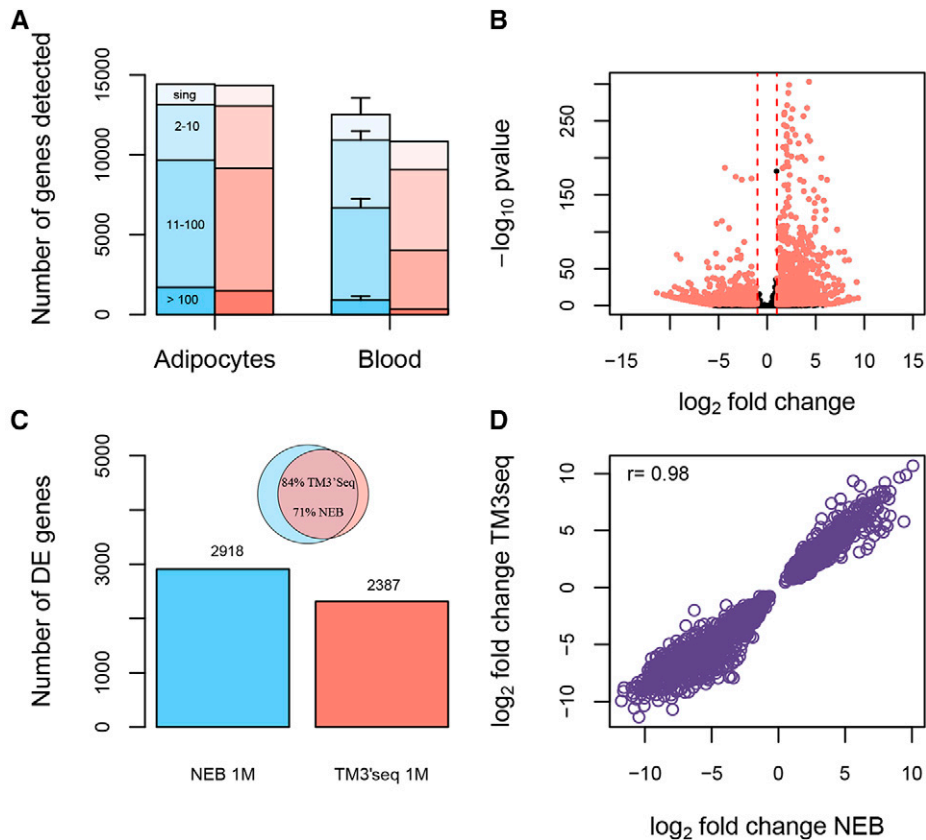 A
Number of genes detected
15000
10000
5000
0
sing
2-10
11-100
> 100
Adipocytes
Blood
B
−log10 pvalue
250
150
50
0
−15
−5
0
5
10
15
log2 fold change
C
Number of DE genes
5000
3000
1000
0
84% TM3'Seq
71% NEB
2918
2387
NEB 1M
TM3'seq 1M
D
log2 fold change TM3seq
10
5
0
−5
−10
r= 0.98
−10
−5
0
5
10
log2 fold change NEB